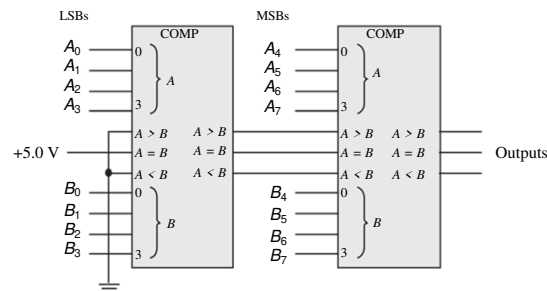 LSBs MSBs
COMP COMP
A0 0 A4 0
A1 A5
A A
A2 A6
A3 3 A7 3
A > B A > B A > B A > B
+5.0 V A = B A = B A = B A = B Outputs
A < B A < B A < B A < B
B0 0 B4 0
B1 B5
B B
B2 B6
B3 3 B7 3